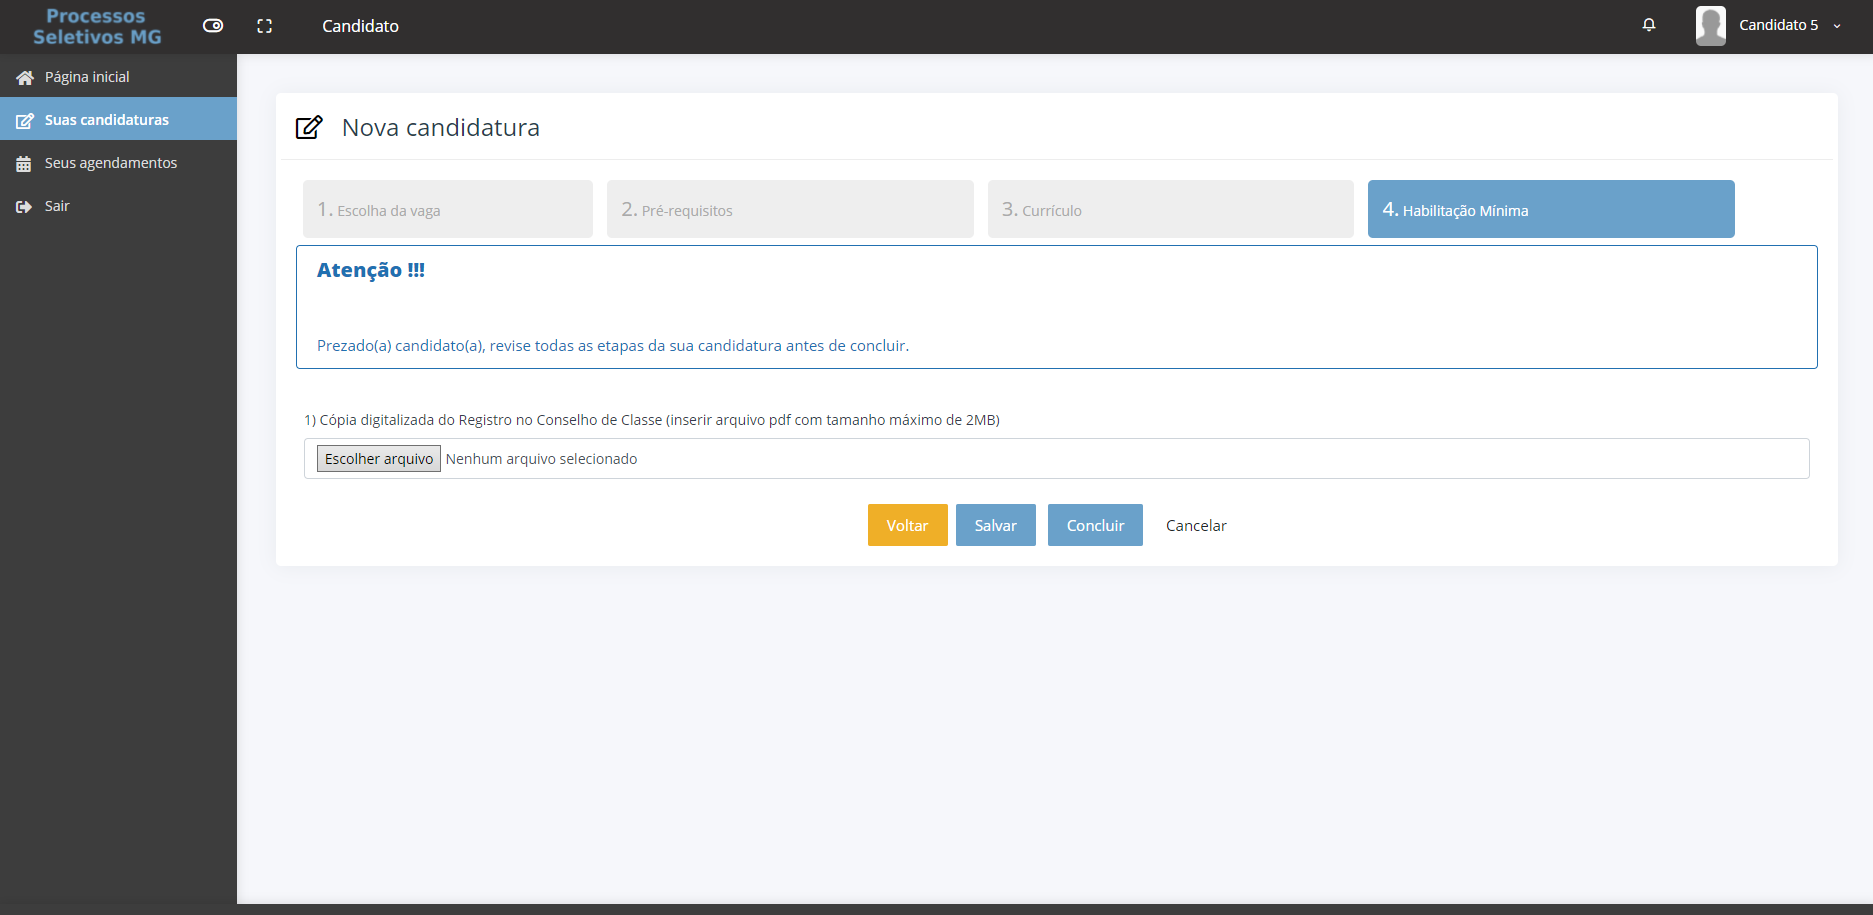 Processos
Seletivos MG
Candidato
Candidato 5
Página inicial
Suas candidaturas
Seus agendamentos
Sair
Nova candidatura
1. Escolha da vaga
2. Pré-requisitos
3. Currículo
4. Habilitação Mínima
Atenção !!!
Prezado(a) candidato(a), revise todas as etapas da sua candidatura antes de concluir.
1) Cópia digitalizada do Registro no Conselho de Classe (inserir arquivo pdf com tamanho máximo de 2MB)
Escolher arquivo Nenhum arquivo selecionado
Voltar Salvar Concluir Cancelar